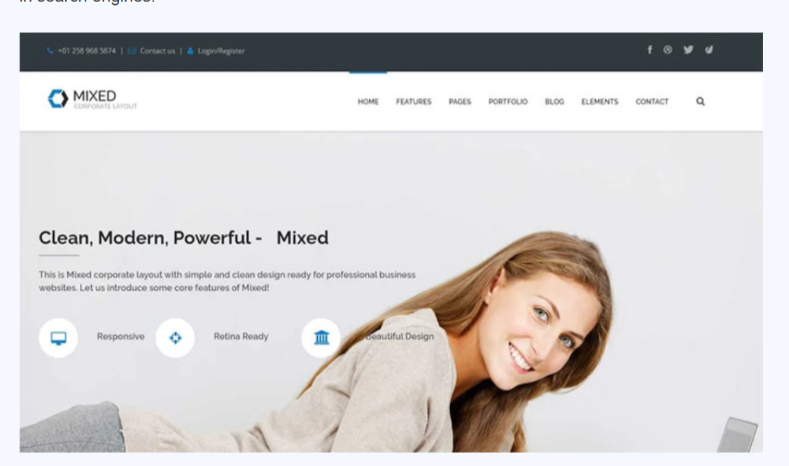 in search engines.
+01 258 968 5874 | Contact us | Login/Register
MIXED
CORPORATE LAYOUT
HOME FEATURES PAGES PORTFOLIO BLOG ELEMENTS CONTACT
Clean, Modern, Powerful - Mixed
This is Mixed corporate layout with simple and clean design ready for professional business
websites. Let us introduce some core features of Mixed!
Responsive Retina Ready Beautiful Design